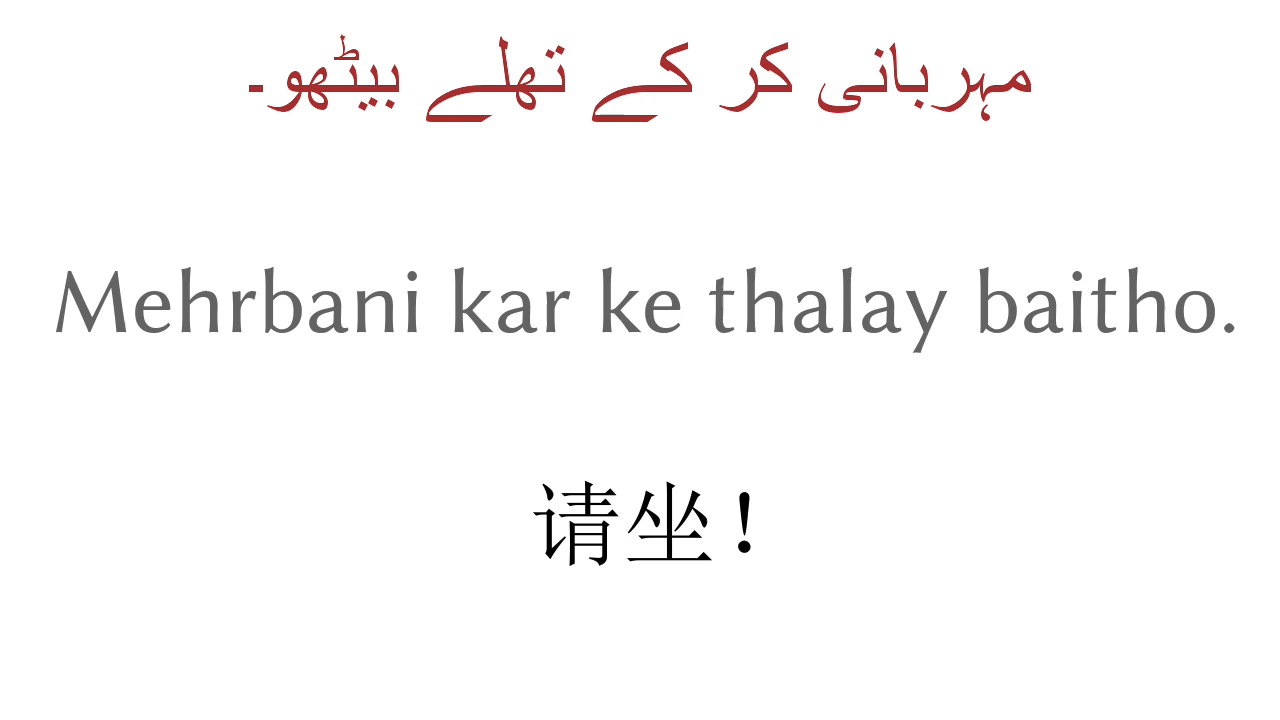 مہربانی کر کے تھلے بیٹھو۔
Mehrbani kar ke thalay baitho.
请坐！